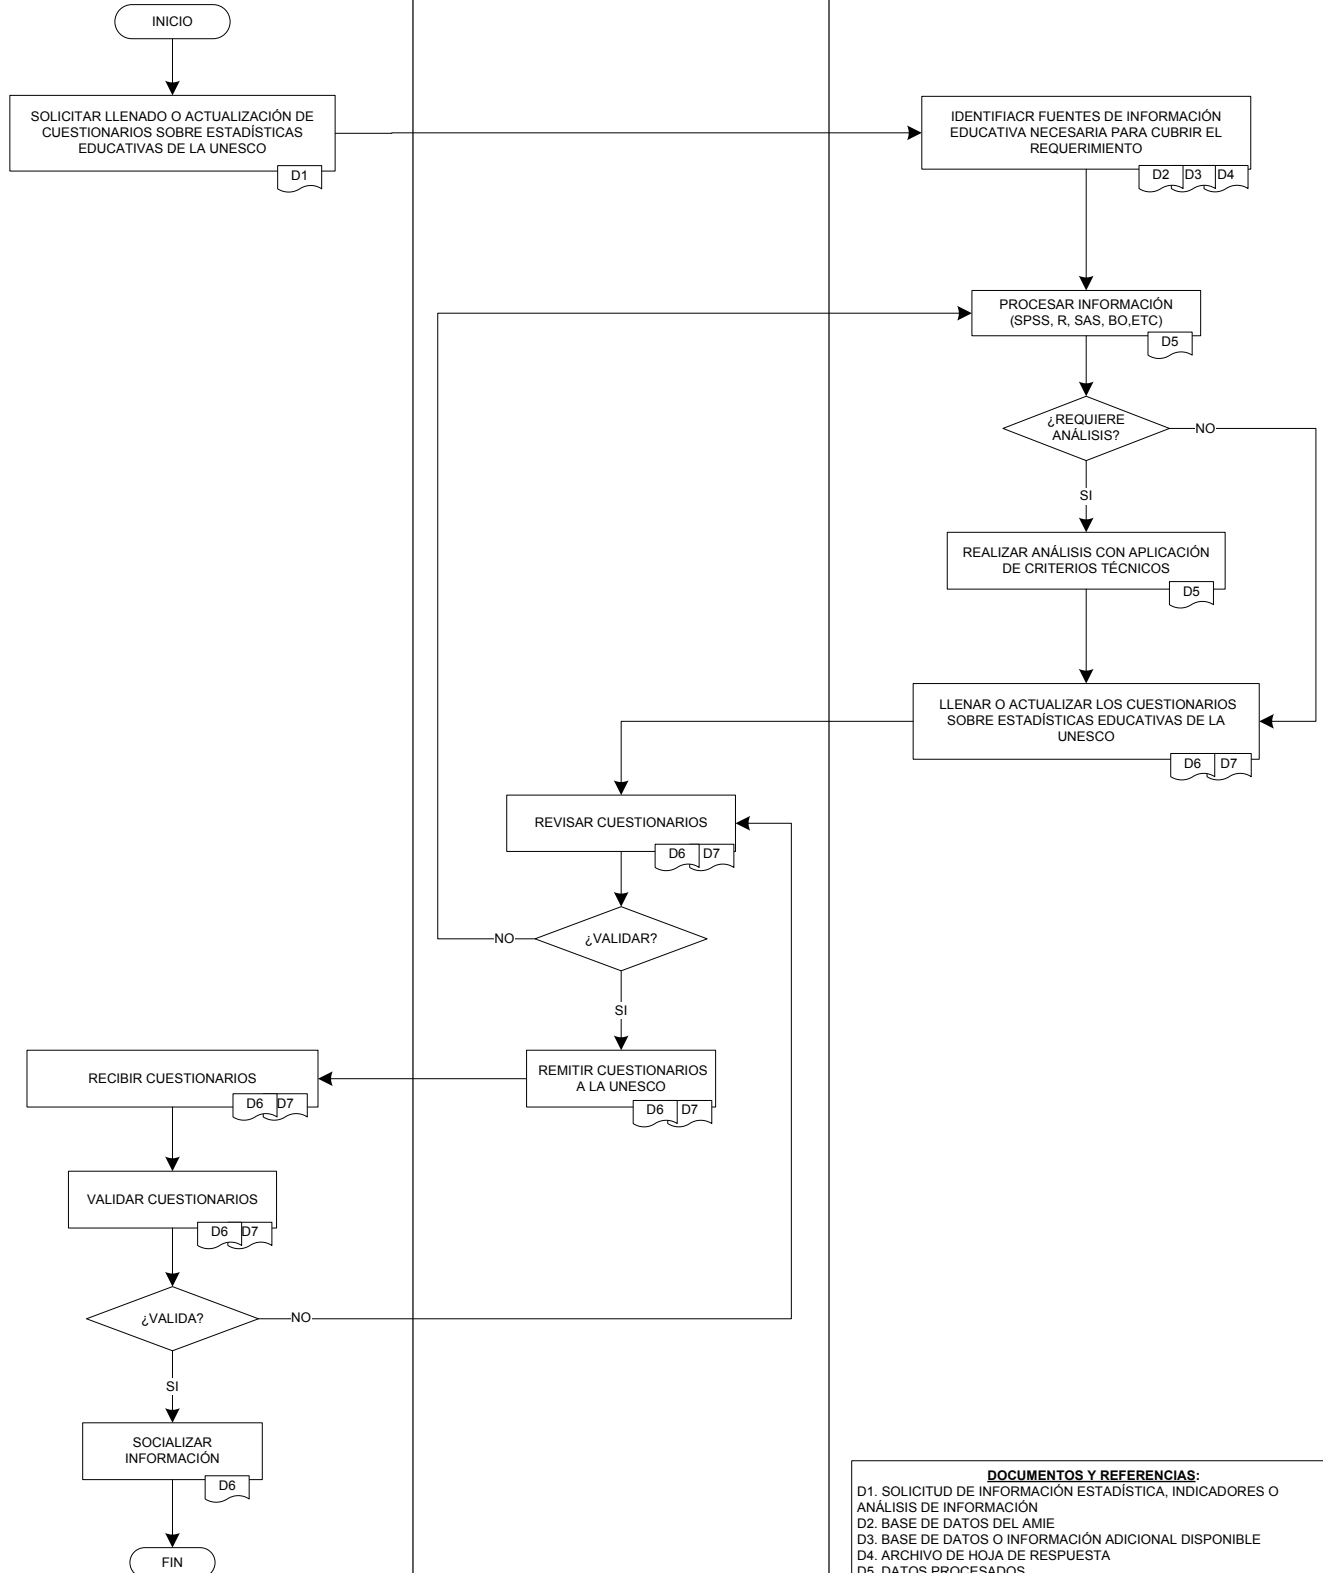 INICIO
SOLICITAR LLENADO O ACTUALIZACIÓN DE
CUESTIONARIOS SOBRE ESTADÍSTICAS
EDUCATIVAS DE LA UNESCO
D1
IDENTIFIACR FUENTES DE INFORMACIÓN
EDUCATIVA NECESARIA PARA CUBRIR EL
REQUERIMIENTO
D2 D3 D4
PROCESAR INFORMACIÓN
(SPSS, R, SAS, BO,ETC)
D5
¿REQUIERE
ANÁLISIS?
NO
SI
REALIZAR ANÁLISIS CON APLICACIÓN
DE CRITERIOS TÉCNICOS
D5
LLENAR O ACTUALIZAR LOS CUESTIONARIOS
SOBRE ESTADÍSTICAS EDUCATIVAS DE LA
UNESCO
D6 D7
REVISAR CUESTIONARIOS
D6 D7
¿VALIDAR?
NO
SI
REMITIR CUESTIONARIOS
A LA UNESCO
D6 D7
RECIBIR CUESTIONARIOS
D6 D7
VALIDAR CUESTIONARIOS
D6 D7
¿VALIDA?
NO
SI
SOCIALIZAR
INFORMACIÓN
D6
FIN
DOCUMENTOS Y REFERENCIAS:
D1. SOLICITUD DE INFORMACIÓN ESTADÍSTICA, INDICADORES O
ANÁLISIS DE INFORMACIÓN
D2. BASE DE DATOS DEL AMIE
D3. BASE DE DATOS O INFORMACIÓN ADICIONAL DISPONIBLE
D4. ARCHIVO DE HOJA DE RESPUESTA
D5. DATOS PROCESADOS